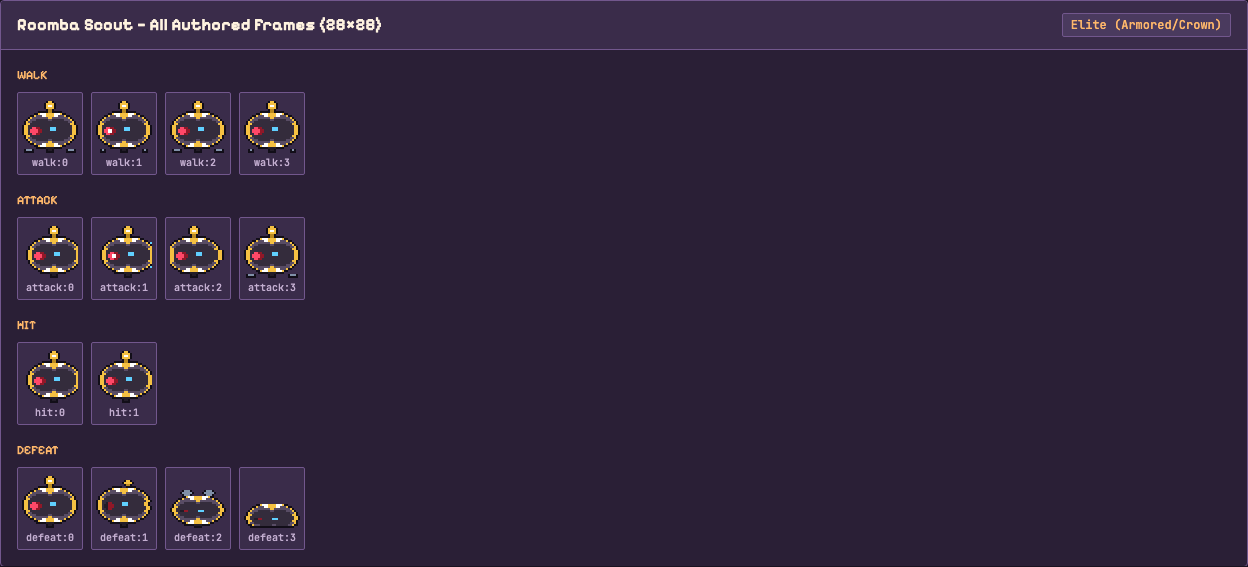 Roomba Scout - All Authored Frames (28×28)
Elite (Armored/Crown)
WALK
walk:0 walk:1 walk:2 walk:3
ATTACK
attack:0 attack:1 attack:2 attack:3
HIT
hit:0 hit:1
DEFEAT
defeat:0 defeat:1 defeat:2 defeat:3